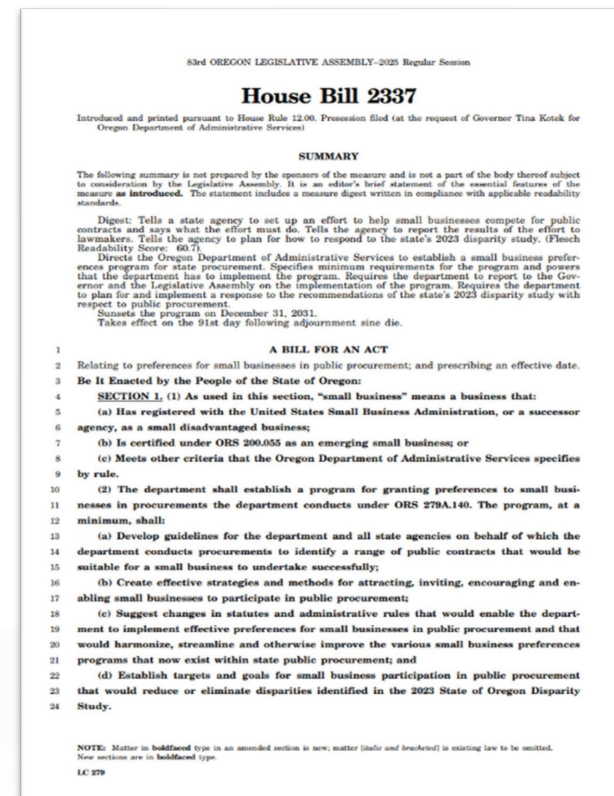 83rd OREGON LEGISLATIVE ASSEMBLY--2025 Regular Session
House Bill 2337
Introduced and printed pursuant to House Rule 12.00. Presession filed (at the request of Governor Tina Kotek for
Oregon Department of Administrative Services)
SUMMARY
The following summary is not prepared by the sponsors of the measure and is not a part of the body thereof subject
to consideration by the Legislative Assembly. It is an editor's brief statement of the essential features of the
measure as introduced. The statement includes a measure digest written in compliance with applicable readability
standards.
Digest: Tells a state agency to set up an effort to help small businesses compete for public
contracts and says what the effort must do. Tells the agency to report the results of the effort to
lawmakers. Tells the agency to plan for how to respond to the state's 2023 disparity study. (Flesch
Readability Score: 60.7).
Directs the Oregon Department of Administrative Services to establish a small business prefer-
ences program for state procurement. Specifies minimum requirements for the program and powers
that the department has to implement the program. Requires the department to report to the Gov-
ernor and the Legislative Assembly on the implementation of the program. Requires the department
to plan for and implement a response to the recommendations of the state's 2023 disparity study with
respect to public procurement.
Sunsets the program on December 31, 2031.
Takes effect on the 91st day following adjournment sine die.
1 A BILL FOR AN ACT
2 Relating to preferences for small businesses in public procurement; and prescribing an effective date.
3 Be It Enacted by the People of the State of Oregon:
4 SECTION 1. (1) As used in this section, "small business" means a business that:
5 (a) Has registered with the United States Small Business Administration, or a successor
6 agency, as a small disadvantaged business;
7 (b) Is certified under ORS 200.055 as an emerging small business; or
8 (c) Meets other criteria that the Oregon Department of Administrative Services specifies
9 by rule.
10 (2) The department shall establish a program for granting preferences to small busi-
11 nesses in procurements the department conducts under ORS 279A.140. The program, at a
12 minimum, shall:
13 (a) Develop guidelines for the department and all state agencies on behalf of which the
14 department conducts procurements to identify a range of public contracts that would be
15 suitable for a small business to undertake successfully;
16 (b) Create effective strategies and methods for attracting, inviting, encouraging and en-
17 abling small businesses to participate in public procurement;
18 (c) Suggest changes in statutes and administrative rules that would enable the depart-
19 ment to implement effective preferences for small businesses in public procurement and that
20 would harmonize, streamline and otherwise improve the various small business preferences
21 programs that now exist within state public procurement; and
22 (d) Establish targets and goals for small business participation in public procurement
23 that would reduce or eliminate disparities identified in the 2023 State of Oregon Disparity
24 Study.
NOTE: Matter in boldfaced type in an amended section is new; matter [italic and bracketed] is existing law to be omitted.
New sections are in boldfaced type.
LC 279